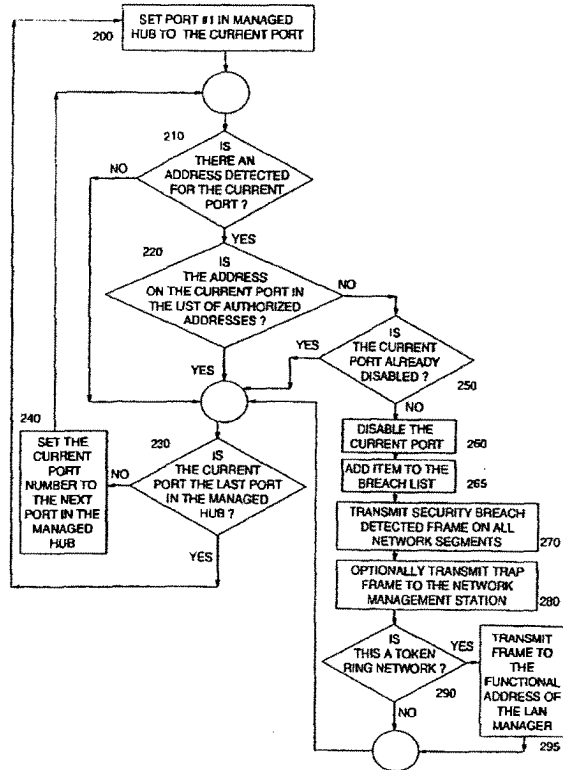 SET PORT #1 IN MANAGED
HUB TO THE CURRENT PORT
200
210
IS
THERE AN
ADDRESS DETECTED
FOR THE CURRENT
PORT ?
NO
YES
220
IS
THE ADDRESS
ON THE CURRENT PORT IN
THE LIST OF AUTHORIZED
ADDRESSES ?
NO
YES
IS
THE CURRENT
PORT ALREADY
DISABLED ?
YES
250
NO
240
SET THE
CURRENT
PORT
NUMBER TO
THE NEXT
PORT IN THE
MANAGED
HUB
230
IS
THE CURRENT
PORT THE LAST PORT
IN THE MANAGED
HUB ?
NO
YES
DISABLE THE
CURRENT PORT
260
ADD ITEM TO THE
BREACH LIST
265
TRANSMIT SECURITY BREACH
DETECTED FRAME ON ALL
NETWORK SEGMENTS
270
OPTIONALLY TRANSMIT TRAP
FRAME TO THE NETWORK
MANAGEMENT STATION
280
IS
THIS A TOKEN
RING NETWORK ?
YES
290
NO
TRANSMIT
FRAME TO
THE
FUNCTIONAL
ADDRESS OF
THE LAN
MANAGER
295